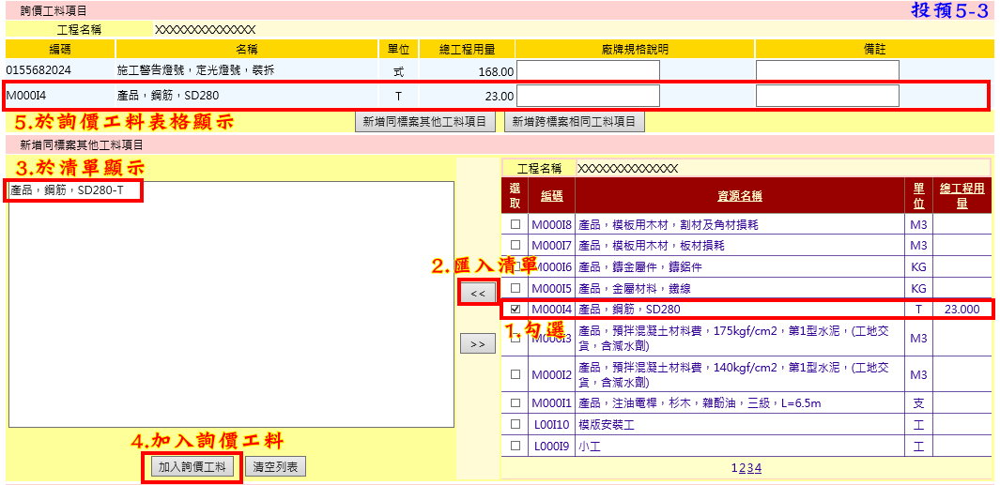 詢價工料項目
投預5-3
工程名稱 XXXXXXXXXXXXXX
編碼 名稱 單位 總工程用量 廠牌規格說明 備註
0155682024 施工警告燈號，定光燈號，裝拆 式 168.00
M000I4 產品，鋼筋，SD280 T 23.00
5.於詢價工料表格顯示
新增同標案其他工料項目 新增跨標案相同工料項目
新增同標案其他工料項目
3.於清單顯示
產品，鋼筋，SD280-T
2.匯入清單
<<
>>
4.加入詢價工料
加入詢價工料 清空列表
工程名稱 XXXXXXXXXXXXXX
選取 編碼 資源名稱 單位 總工程用量
M000I8 產品，模板用木材，割材及角材損耗 M3
M000I7 產品，模板用木材，板材損耗 M3
M000I6 產品，鑄金屬件，鑄鋁件 KG
M000I5 產品，金屬材料，鐵線 KG
M000I4 產品，鋼筋，SD280 T 23.000
1.勾選
M000I3 產品，預拌混凝土材料費，175kgf/cm2，第1型水泥，(工地交
貨，含減水劑) M3
M000I2 產品，預拌混凝土材料費，140kgf/cm2，第1型水泥，(工地交
貨，含減水劑) M3
M000I1 產品，注油電桿，杉木，雜酚油，三級，L=6.5m 支
L00I10 模版安裝工 工
L000I9 小工 工
1234